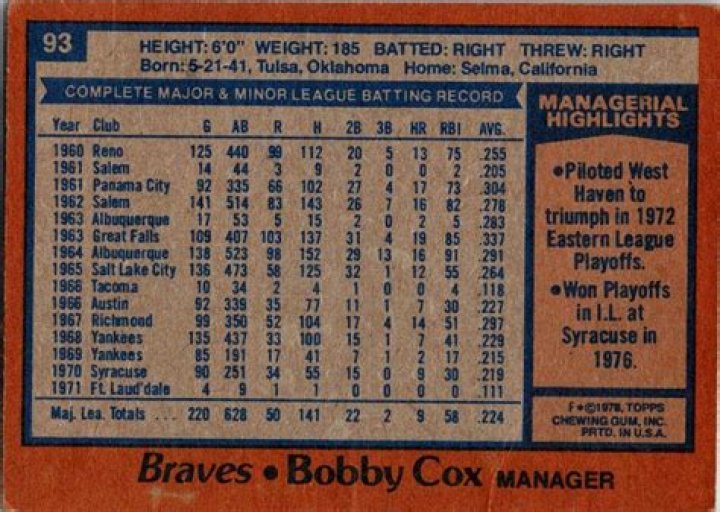 93
HEIGHT: 6'0" WEIGHT: 185 BATTED: RIGHT THREW: RIGHT
Born: 5-21-41, Tulsa, Oklahoma Home: Selma, California
COMPLETE MAJOR & MINOR LEAGUE BATTING RECORD
Year Club G AB R H 2B 3B HR RBI AVG.
1960 Reno 125 440 99 112 20 5 13 75 .255
1961 Salem 14 44 3 9 2 0 0 2 .205
1961 Panama City 92 335 66 102 27 4 17 73 .304
1962 Salem 141 514 83 143 26 7 16 82 .278
1963 Albuquerque 17 53 5 15 2 0 2 5 .283
1963 Great Falls 109 407 103 137 31 4 19 85 .337
1964 Albuquerque 138 523 98 152 29 13 16 91 .291
1965 Salt Lake City 136 473 58 125 32 1 12 55 .264
1966 Tacoma 10 34 2 4 1 0 0 4 .118
1966 Austin 92 339 35 77 11 1 7 30 .227
1967 Richmond 99 350 52 104 17 4 14 51 .297
1968 Yankees 135 437 33 100 15 1 7 41 .229
1969 Yankees 85 191 17 41 7 1 2 17 .215
1970 Syracuse 90 251 34 55 15 0 9 30 .219
1971 Ft. Laud'dale 4 9 1 1 0 0 0 0 .111
Maj. Lea. Totals ... 220 628 50 141 22 2 9 58 .224
MANAGERIAL
HIGHLIGHTS
•Piloted West
Haven to
triumph in 1972
Eastern League
Playoffs.
•Won Playoffs
in I.L. at
Syracuse in
1976.
F*©1978, TOPPS
CHEWING GUM, INC.
PRTD. IN U.S.A.
Braves • Bobby Cox MANAGER